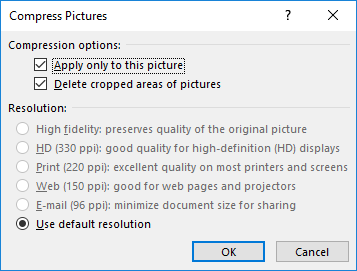 Compress Pictures
Compression options:
Apply only to this picture
Delete cropped areas of pictures
Resolution:
High fidelity: preserves quality of the original picture
HD (330 ppi): good quality for high-definition (HD) displays
Print (220 ppi): excellent quality on most printers and screens
Web (150 ppi): good for web pages and projectors
E-mail (96 ppi): minimize document size for sharing
Use default resolution
OK Cancel